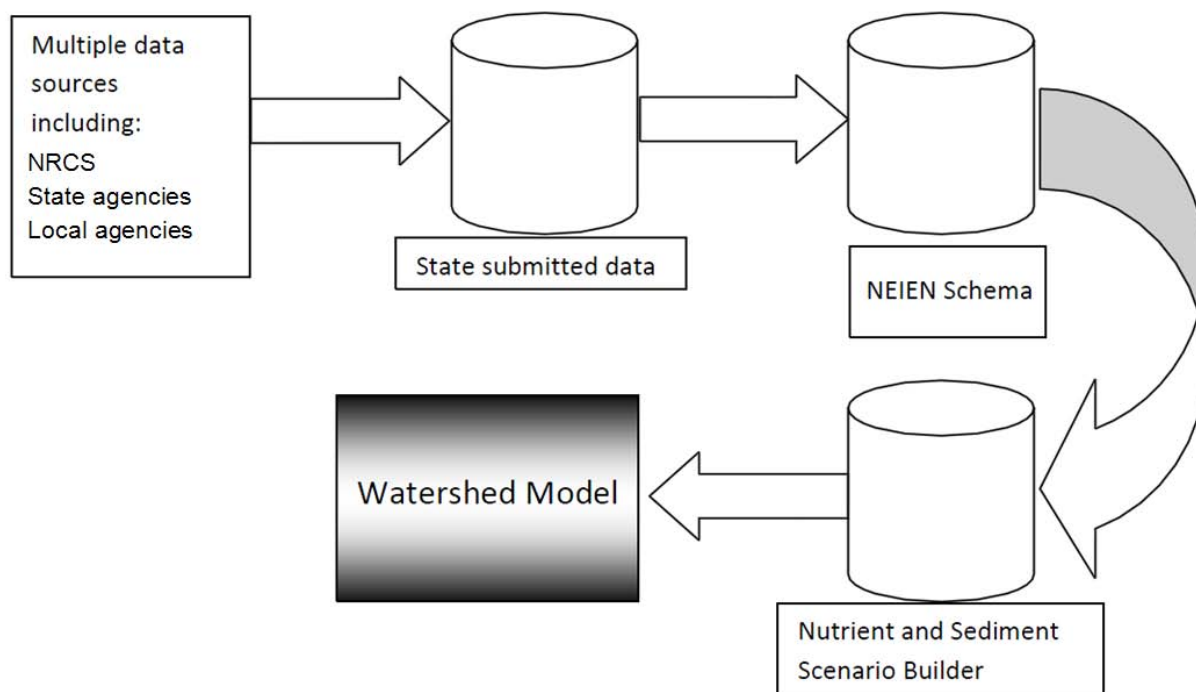 Multiple data
sources
including:
NRCS
State agencies
Local agencies
State submitted data
NEIEN Schema
Watershed Model
Nutrient and Sediment
Scenario Builder